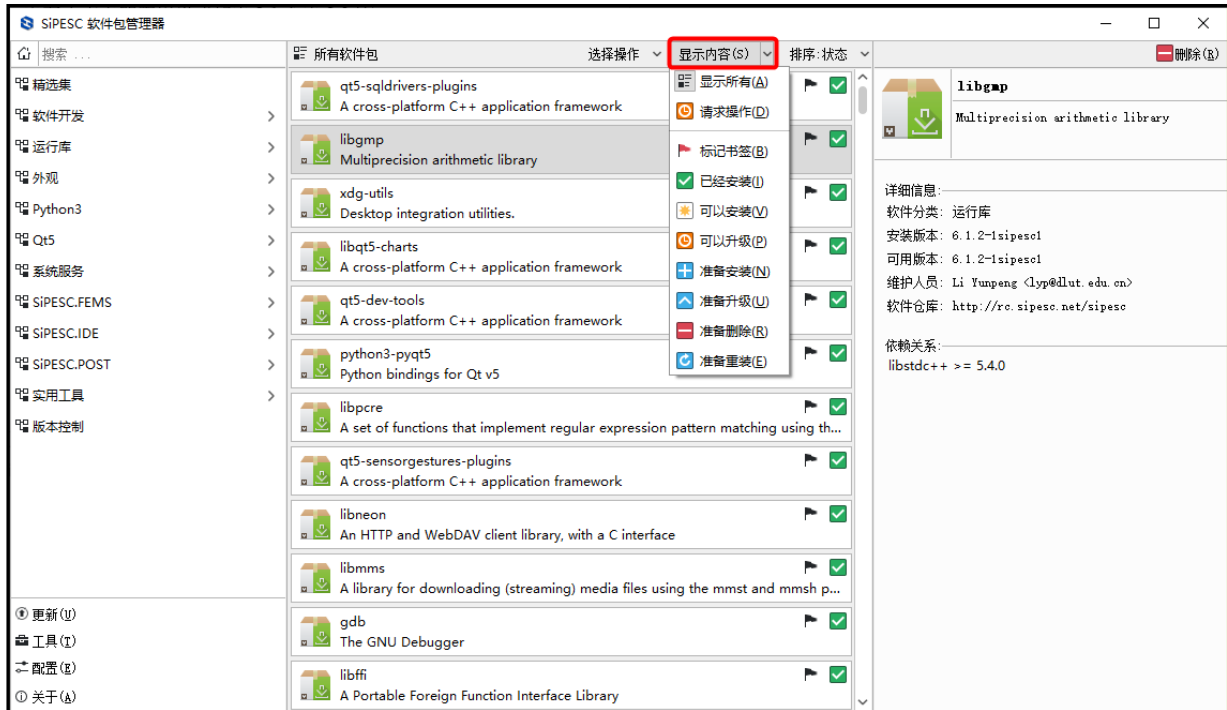 SiPESC 软件包管理器
搜索 ...
所有软件包 选择操作 显示内容(S) 排序:状态
删除(R)
精选集
软件开发
运行库
外观
Python3
Qt5
系统服务
SiPESC.FEMS
SiPESC.IDE
SiPESC.POST
实用工具
版本控制
更新(U)
工具(T)
配置(E)
关于(A)
qt5-sqldrivers-plugins
A cross-platform C++ application framework
libgmp
Multiprecision arithmetic library
xdg-utils
Desktop integration utilities.
libqt5-charts
A cross-platform C++ application framework
qt5-dev-tools
A cross-platform C++ application framework
python3-pyqt5
Python bindings for Qt v5
libpcre
A set of functions that implement regular expression pattern matching using th...
qt5-sensorgestures-plugins
A cross-platform C++ application framework
libneon
An HTTP and WebDAV client library, with a C interface
libmms
A library for downloading (streaming) media files using the mmst and mmsh p...
gdb
The GNU Debugger
libffi
A Portable Foreign Function Interface Library
显示所有(A)
请求操作(D)
标记书签(B)
已经安装(I)
可以安装(V)
可以升级(P)
准备安装(N)
准备升级(U)
准备删除(R)
准备重装(E)
libgmp
Multiprecision arithmetic library
详细信息:
软件分类: 运行库
安装版本: 6.1.2-1sipesc1
可用版本: 6.1.2-1sipesc1
维护人员: Li Yunpeng <lyp@dlut.edu.cn>
软件仓库: http://rc.sipesc.net/sipesc
依赖关系:
libstdc++ >= 5.4.0